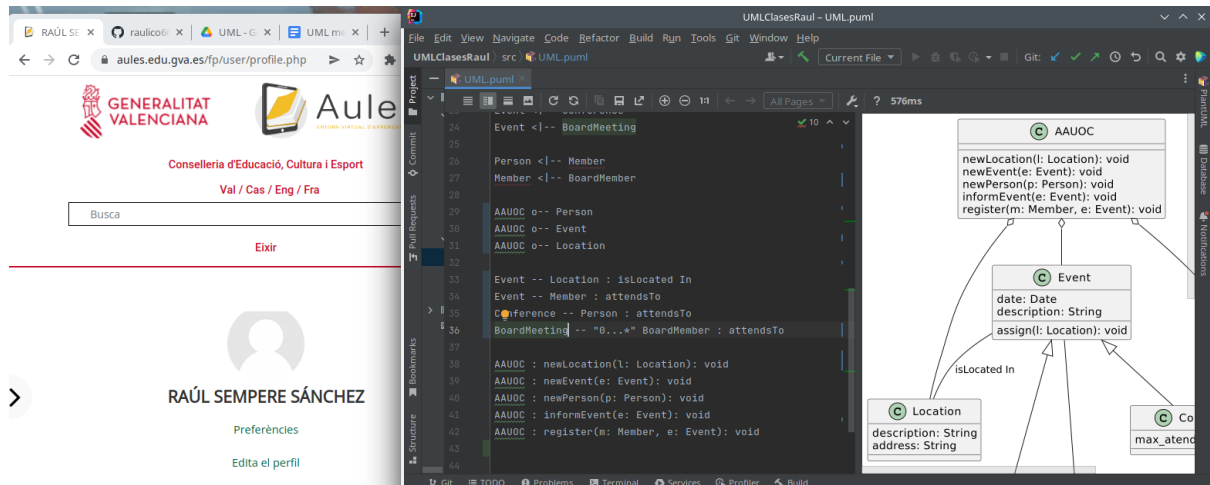 RAÚL SE
raulico6
UML - G
UML me
aules.edu.gva.es/fp/user/profile.php
GENERALITAT
VALENCIANA
Aule
Conselleria d'Educació, Cultura i Esport
Val / Cas / Eng / Fra
Busca
Eixir
RAÚL SEMPERE SÁNCHEZ
Preferències
Edita el perfil
UMLClasesRaul – UML.puml
File Edit View Navigate Code Refactor Build Run Tools Git Window Help
UMLClasesRaul src UML.puml
Current File
Git:
UML.puml
All Pages
? 576ms
Project
Commit
Pull Requests
Bookmarks
Structure
10
24 Event <|-- BoardMeeting
25
26 Person <|-- Member
27 Member <|-- BoardMember
28
29 AAUOC o-- Person
30 AAUOC o-- Event
31 AAUOC o-- Location
32
33 Event -- Location : isLocated In
34 Event -- Member : attendsTo
35 Conference -- Person : attendsTo
36 BoardMeeting -- "0...*" BoardMember : attendsTo
37
38 AAUOC : newLocation(l: Location): void
39 AAUOC : newEvent(e: Event): void
40 AAUOC : newPerson(p: Person): void
41 AAUOC : informEvent(e: Event): void
42 AAUOC : register(m: Member, e: Event): void
43
44
C AAUOC
newLocation(l: Location): void
newEvent(e: Event): void
newPerson(p: Person): void
informEvent(e: Event): void
register(m: Member, e: Event): void
C Event
date: Date
description: String
assign(l: Location): void
isLocated In
C Location
description: String
address: String
C Co
max_atend
PlantUML
Database
Notifications
Git
TODO
Problems
Terminal
Services
Profiler
Build